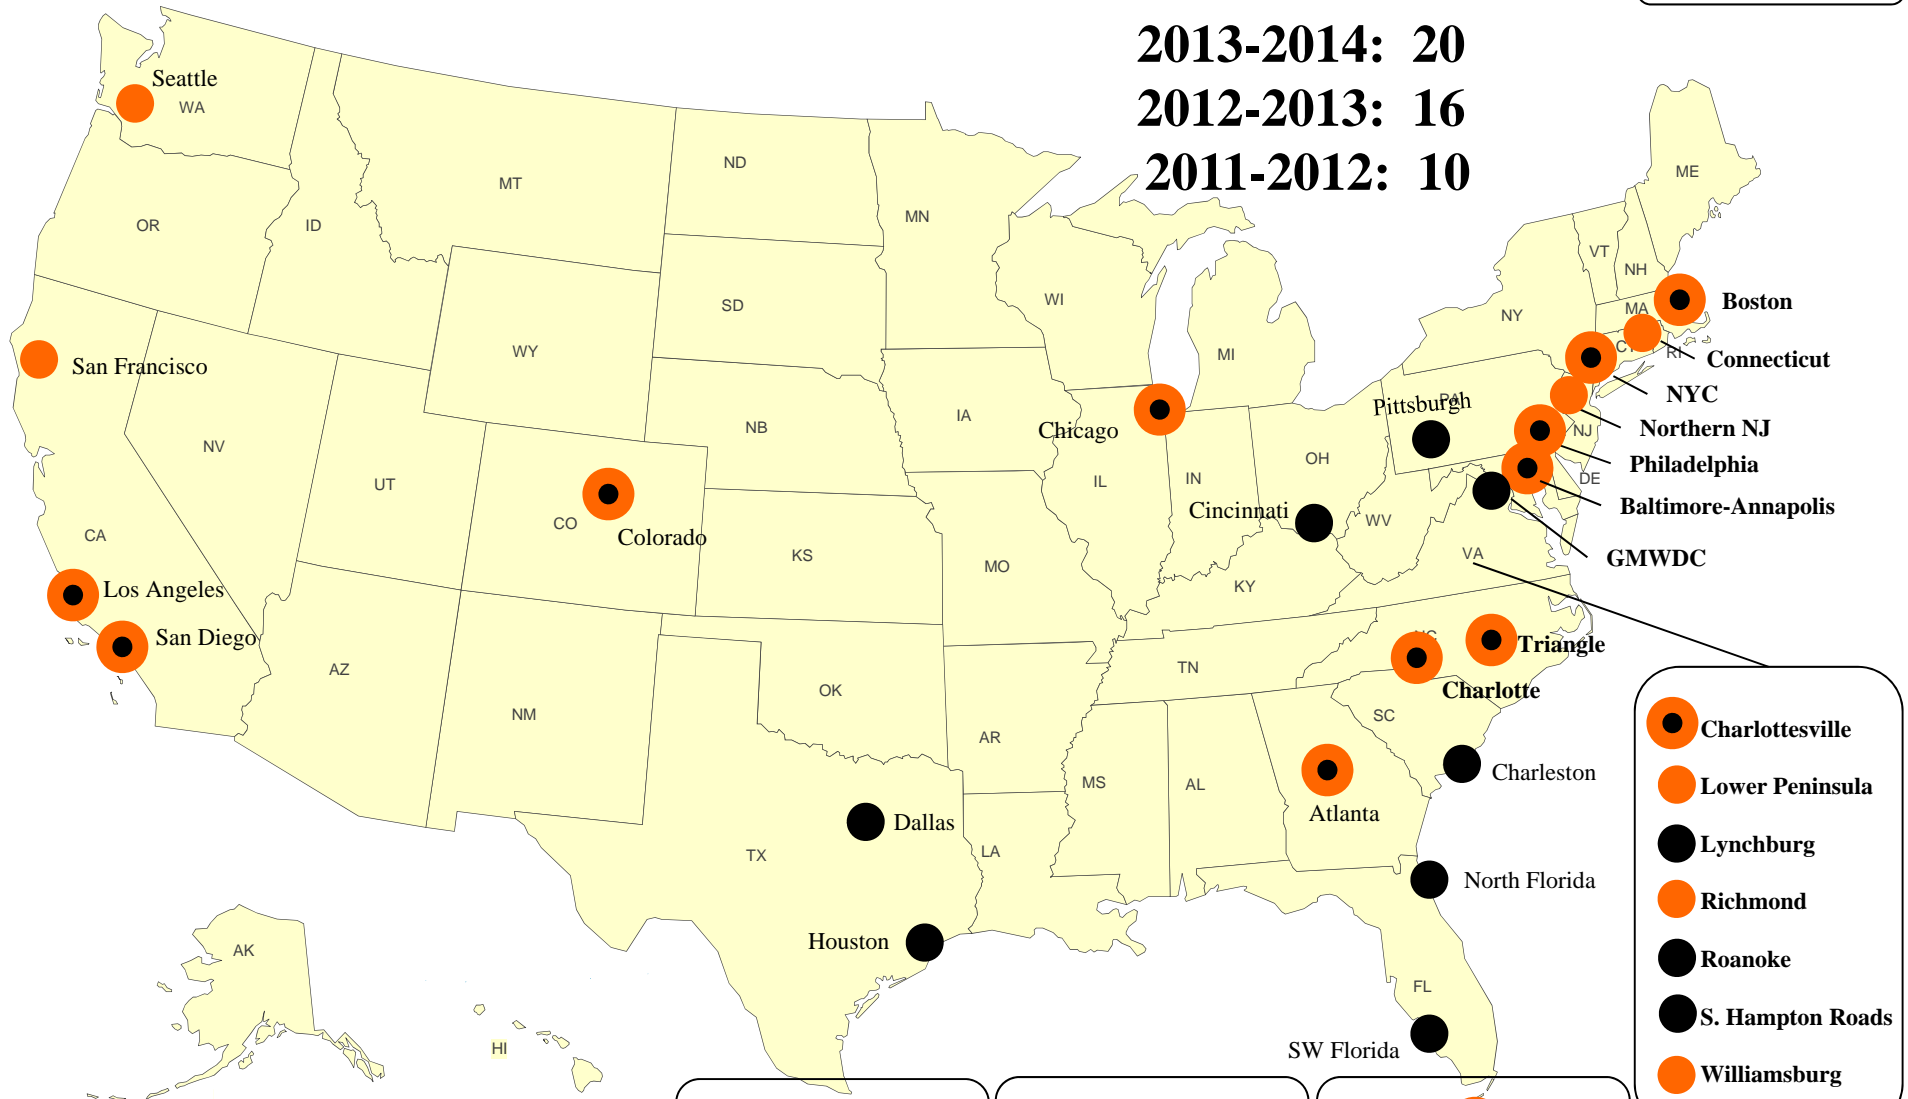 2013-2014: 20
2012-2013: 16
2011-2012: 10
Seattle
WA
MT
ND
MN
ME
OR
ID
SD
WI
MI
NY
VT
NH
MA
Boston
CT
RI
Connecticut
San Francisco
WY
IA
NB
Chicago
Pittsburgh
PA
NYC
Northern NJ
NJ
Philadelphia
NV
UT
CO
Colorado
IL
IN
OH
DE
Baltimore-Annapolis
CA
KS
MO
Cincinnati
WV
VA
GMWDC
KY
Los Angeles
San Diego
AZ
NM
OK
TN
NC
Triangle
Charlotte
SC
AR
MS
AL
Charleston
Atlanta
Dallas
TX
LA
North Florida
Houston
FL
SW Florida
AK
HI
Charlottesville
Lower Peninsula
Lynchburg
Richmond
Roanoke
S. Hampton Roads
Williamsburg